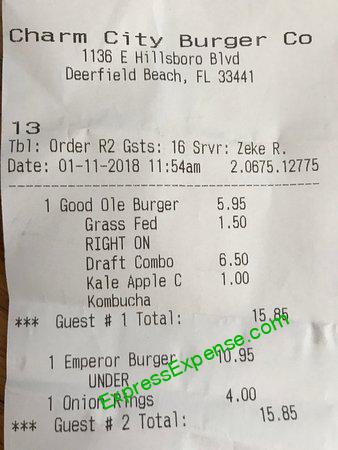 Charm City Burger Co
1136 E Hillsboro Blvd
Deerfield Beach, FL 33441
13
Tbl: Order R2 Gsts: 16 Srvr: Zeke R.
Date: 01-11-2018 11:54am 2.0675.12775
1 Good Ole Burger 5.95
Grass Fed 1.50
RIGHT ON
Draft Combo 6.50
Kale Apple C 1.00
Kombucha
*** Guest # 1 Total: 15.85
1 Emperor Burger 10.95
UNDER
1 Onion Rings 4.00
*** Guest # 2 Total: 15.85
ExpressExpense.com